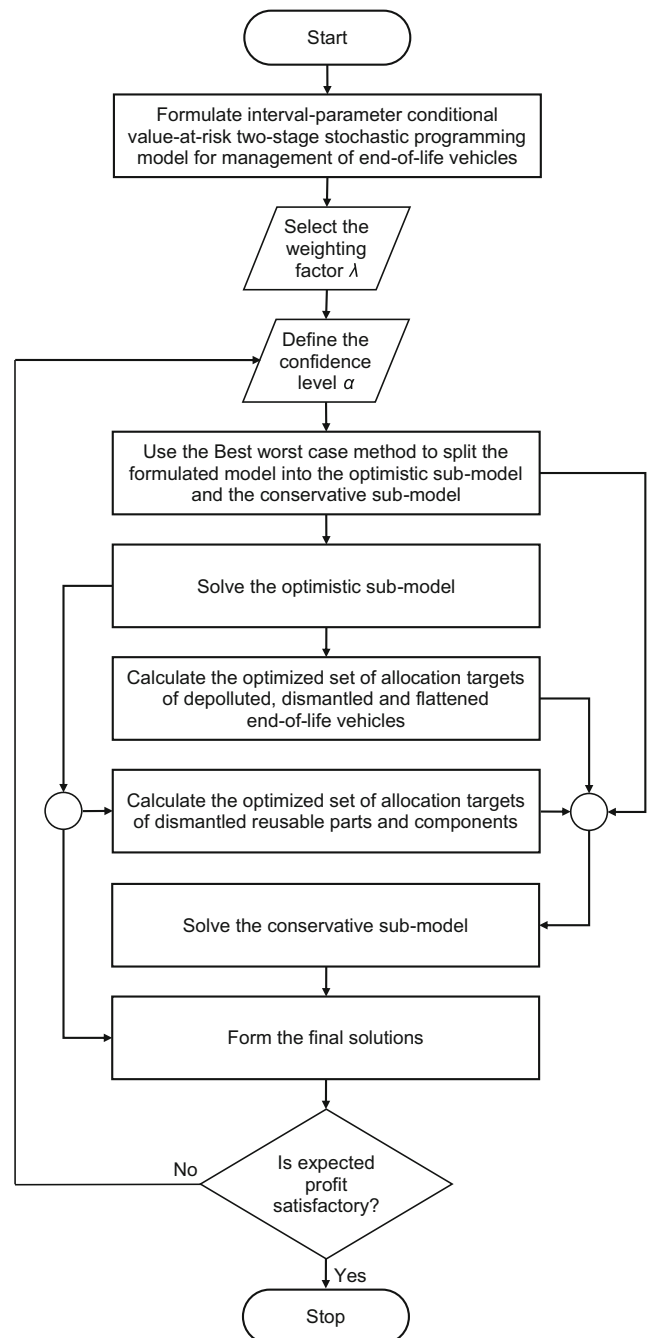 Start
Formulate interval-parameter conditional
value-at-risk two-stage stochastic programming
model for management of end-of-life vehicles
Select the
weighting
factor λ
Define the
confidence
level α
Use the Best worst case method to split the
formulated model into the optimistic sub-model
and the conservative sub-model
Solve the optimistic sub-model
Calculate the optimized set of allocation targets
of depolluted, dismantled and flattened
end-of-life vehicles
Calculate the optimized set of allocation targets
of dismantled reusable parts and components
Solve the conservative sub-model
Form the final solutions
No
Is expected
profit
satisfactory?
Yes
Stop